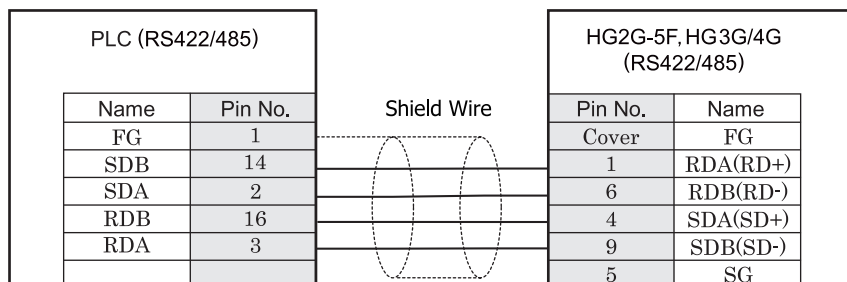 PLC (RS422/485)
HG2G-5F, HG3G/4G
(RS422/485)
Name Pin No. Shield Wire Pin No. Name
FG 1 Cover FG
SDB 14 1 RDA(RD+)
SDA 2 6 RDB(RD-)
RDB 16 4 SDA(SD+)
RDA 3 9 SDB(SD-)
5 SG